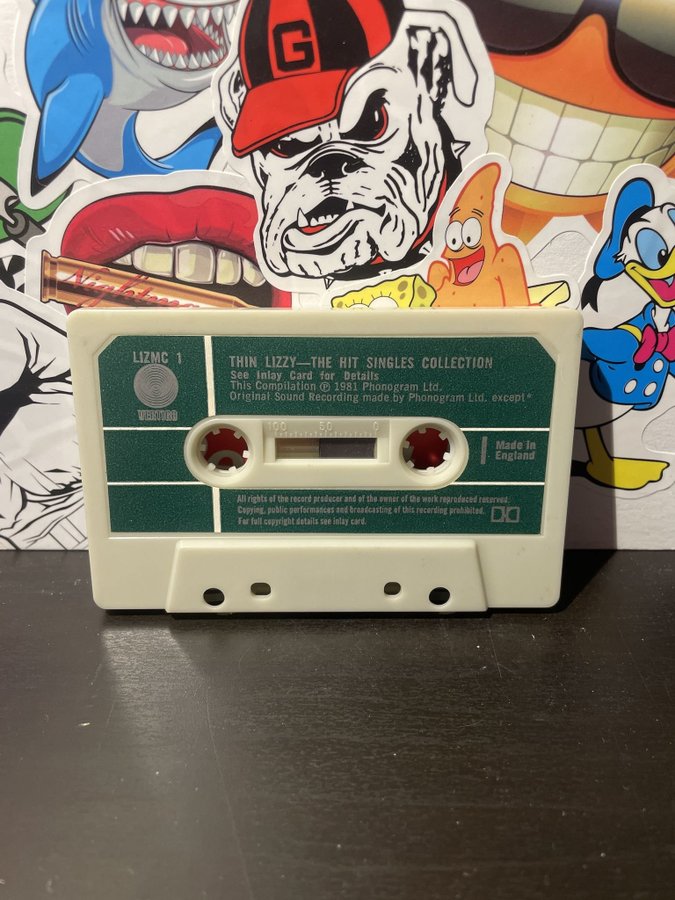 G
Nightmare
LIZMC 1
VERTIGO
THIN LIZZY—THE HIT SINGLES COLLECTION
See Inlay Card for Details
This Compilation ℗ 1981 Phonogram Ltd.
Original Sound Recording made by Phonogram Ltd. except*
100 50 0
Made in
England
All rights of the record producer and of the owner of the work reproduced reserved.
Copying, public performances and broadcasting of this recording prohibited.
For full copyright details see inlay card.